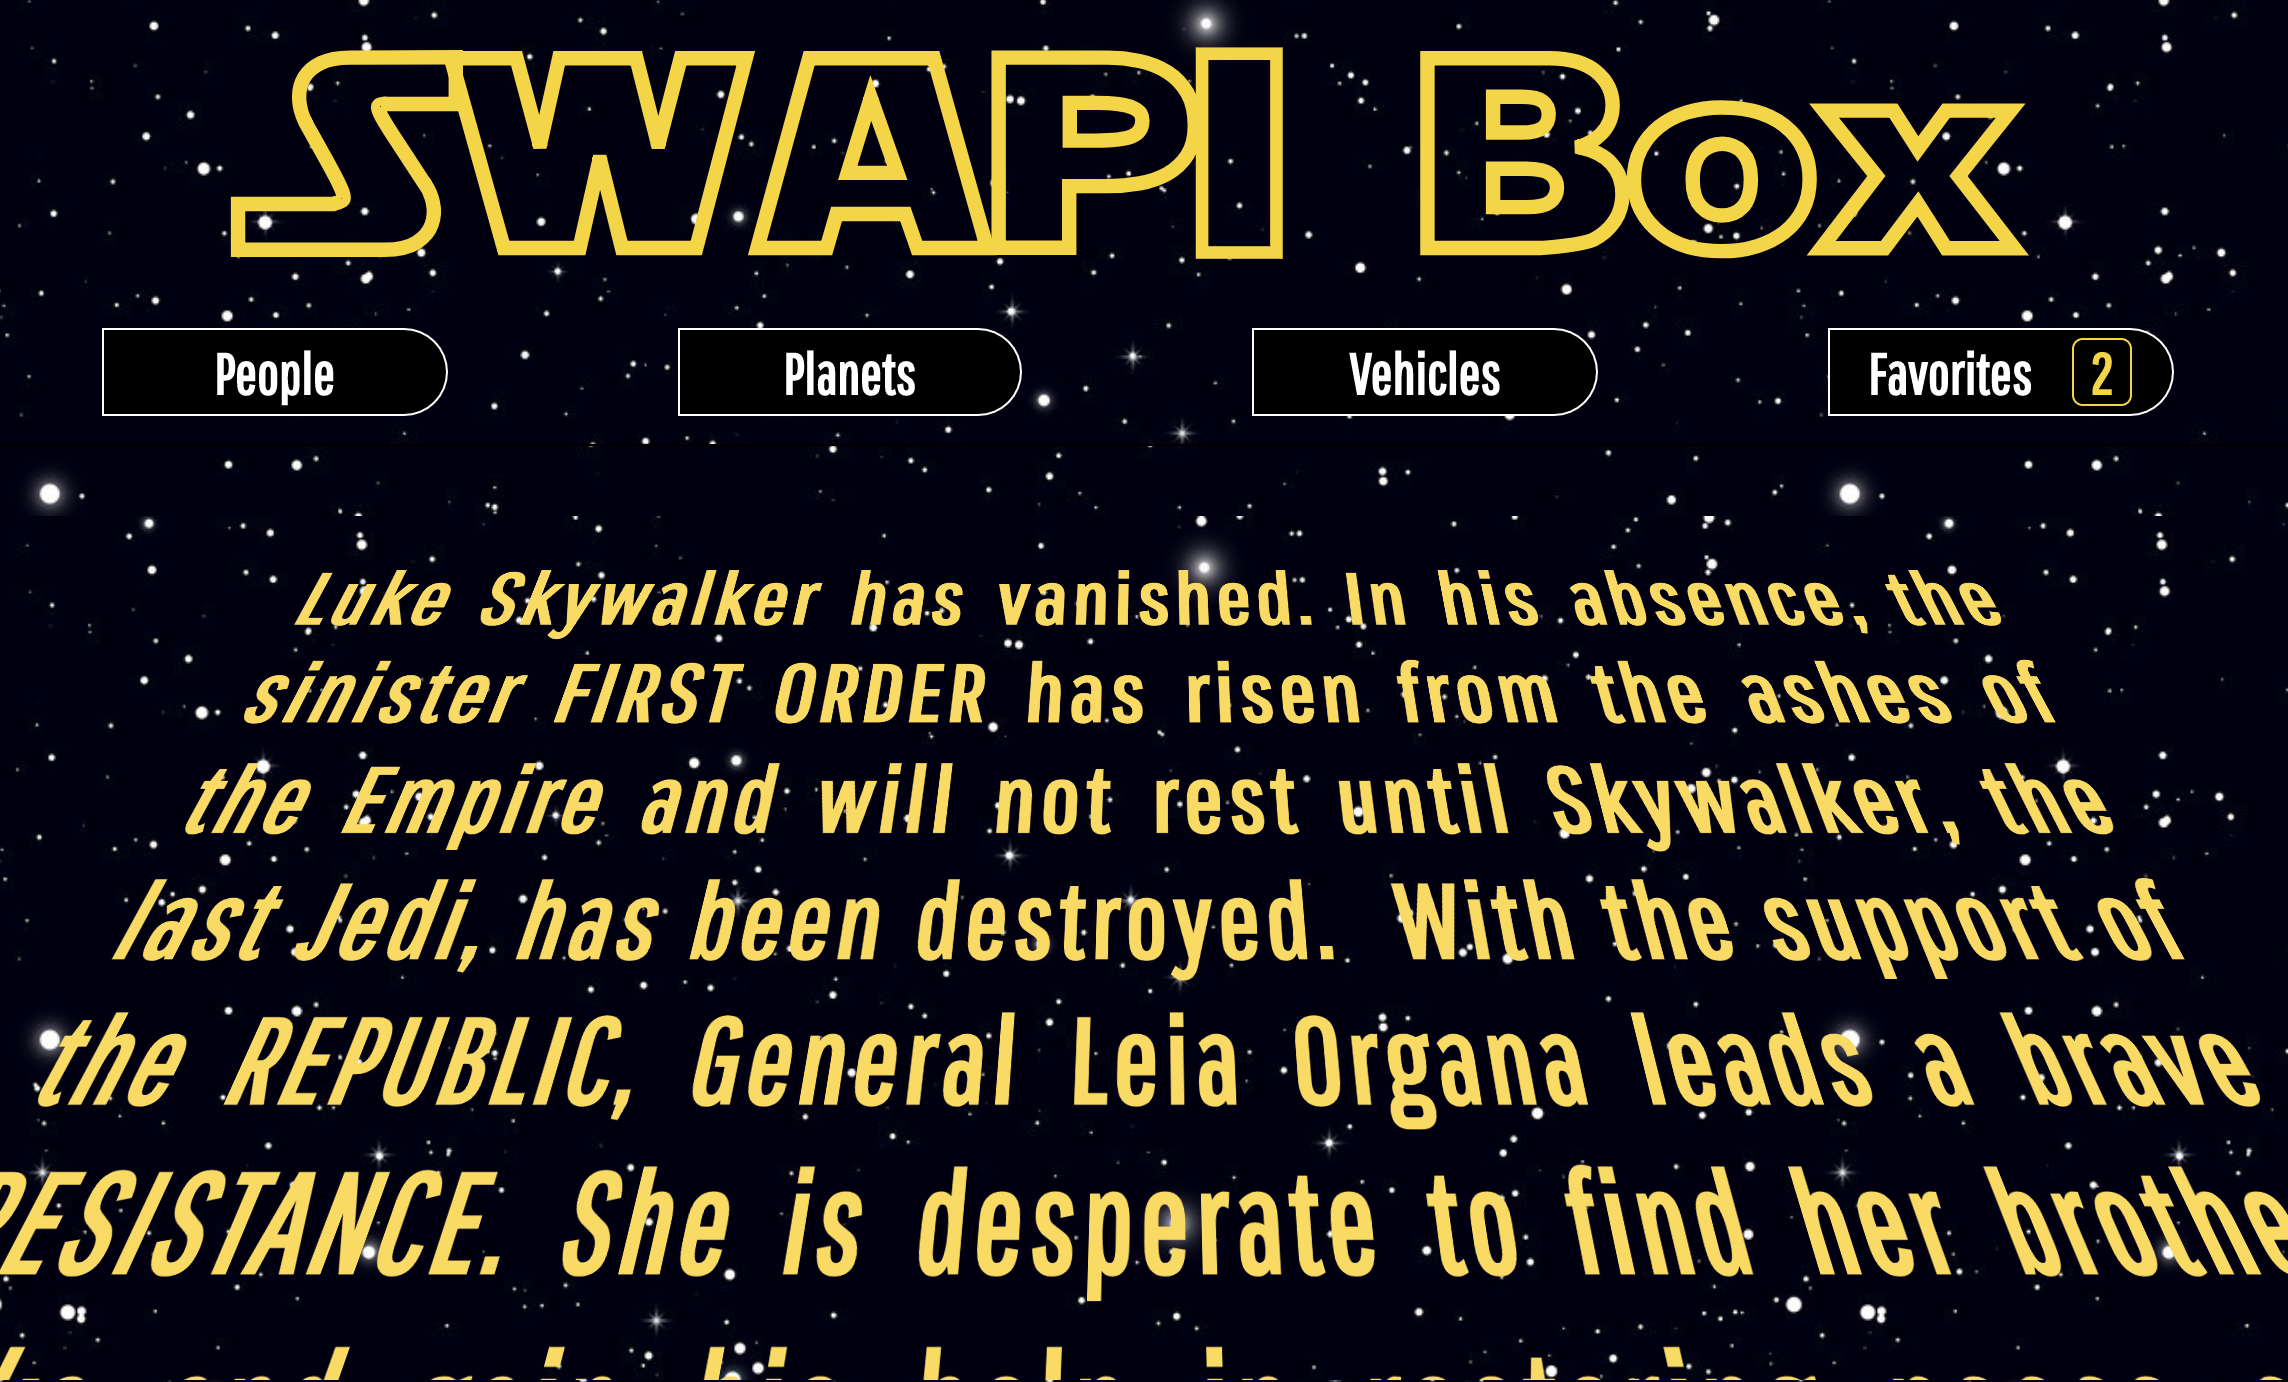 SWAPI Box
People
Planets
Vehicles
Favorites 2
Luke Skywalker has vanished. In his absence, the
sinister FIRST ORDER has risen from the ashes of
the Empire and will not rest until Skywalker, the
last Jedi, has been destroyed. With the support of
the REPUBLIC, General Leia Organa leads a brave
RESISTANCE. She is desperate to find her brothe